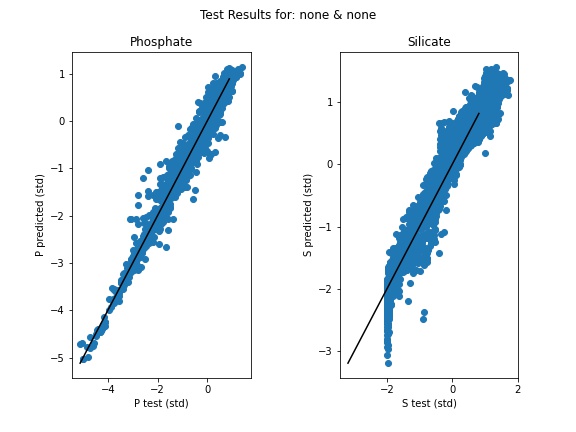 Test Results for: none & none
Phosphate
Silicate
1
0
−1
−2
−3
−4
−5
P predicted (std)
−4
−2
0
P test (std)
1
0
−1
−2
−3
S predicted (std)
−2
0
2
S test (std)